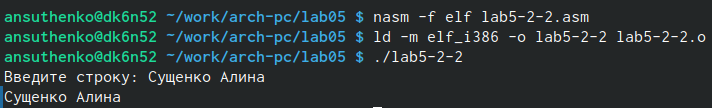 ansuthenko@dk6n52 ~/work/arch-pc/lab05 $ nasm -f elf lab5-2-2.asm
ansuthenko@dk6n52 ~/work/arch-pc/lab05 $ ld -m elf_i386 -o lab5-2-2 lab5-2-2.o
ansuthenko@dk6n52 ~/work/arch-pc/lab05 $ ./lab5-2-2
Введите строку: Сущенко Алина
Сущенко Алина